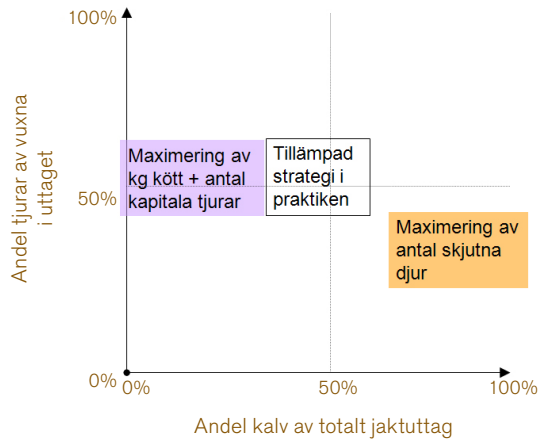 100%
Andel tjurar av vuxna
i uttaget
Maximering av
kg kött + antal
kapitala tjurar
Tillämpad
strategi i
praktiken
50%
Maximering av
antal skjutna
djur
0%
0%
50%
100%
Andel kalv av totalt jaktuttag